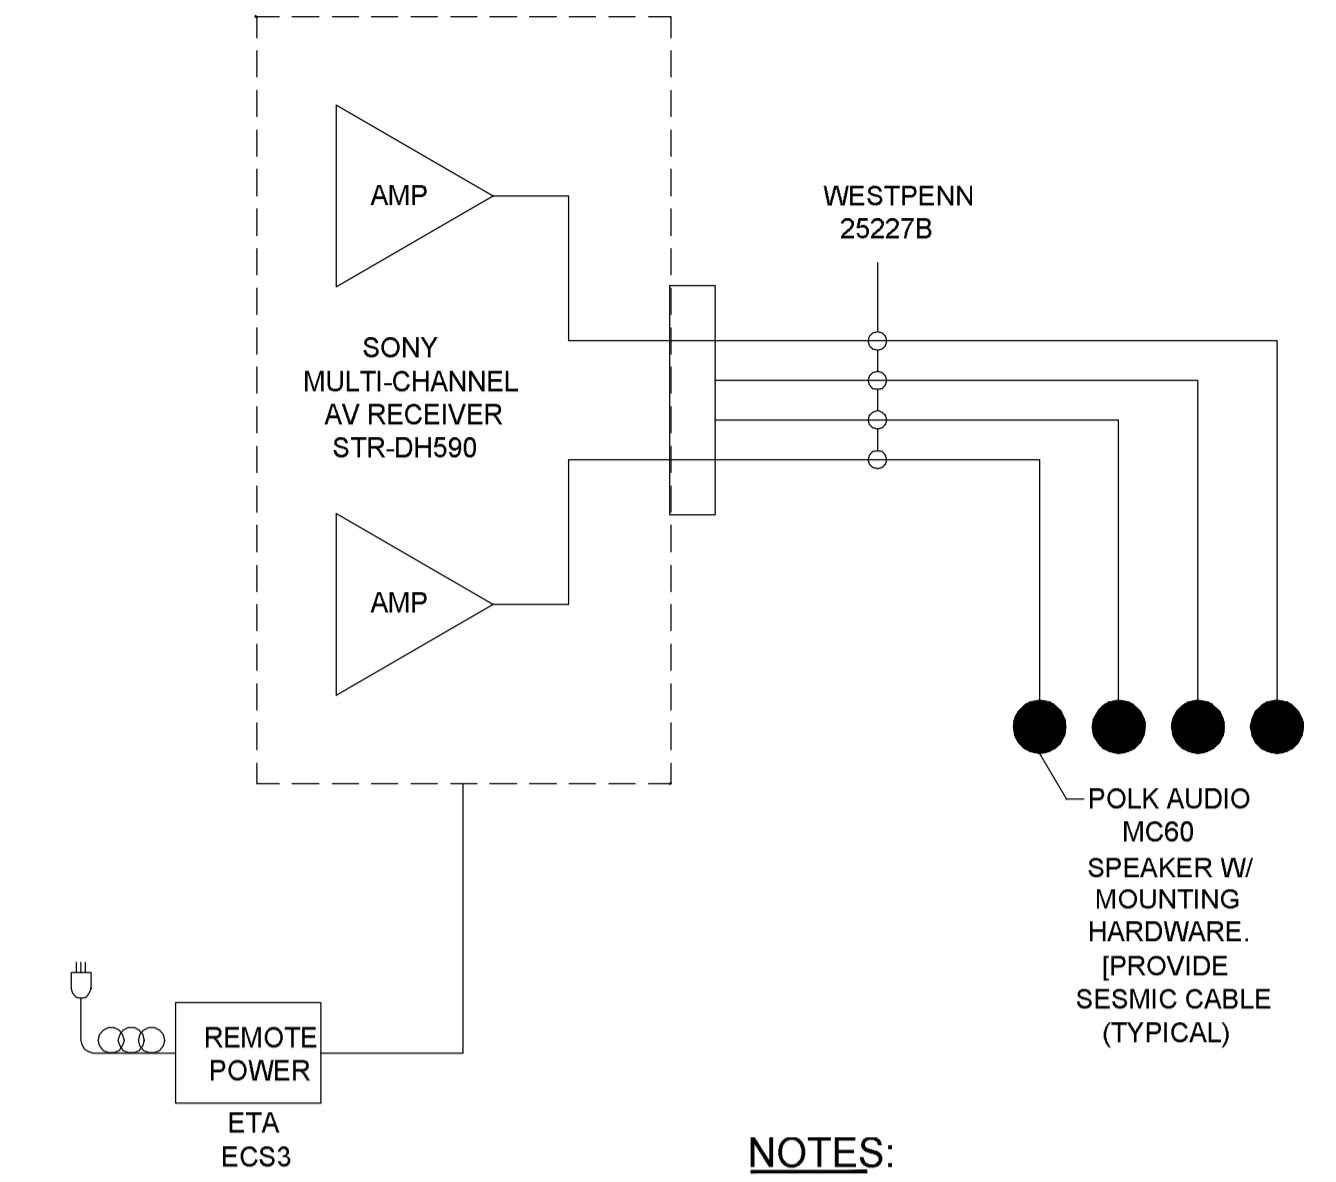 AMP
WESTPENN
25227B
SONY
MULTI-CHANNEL
AV RECEIVER
STR-DH590
AMP
POLK AUDIO
MC60
SPEAKER W/
MOUNTING
HARDWARE.
[PROVIDE
SESMIC CABLE
(TYPICAL)
REMOTE
POWER
ETA
ECS3
NOTES: